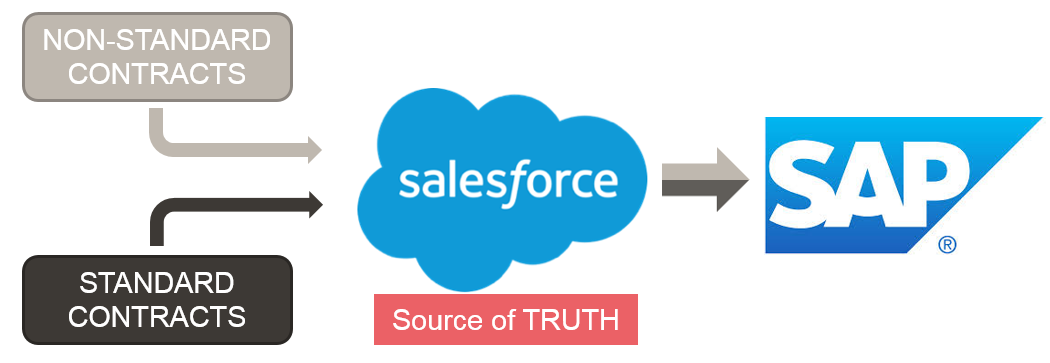 NON-STANDARD
CONTRACTS
salesforce
SAP
®
STANDARD
CONTRACTS
Source of TRUTH